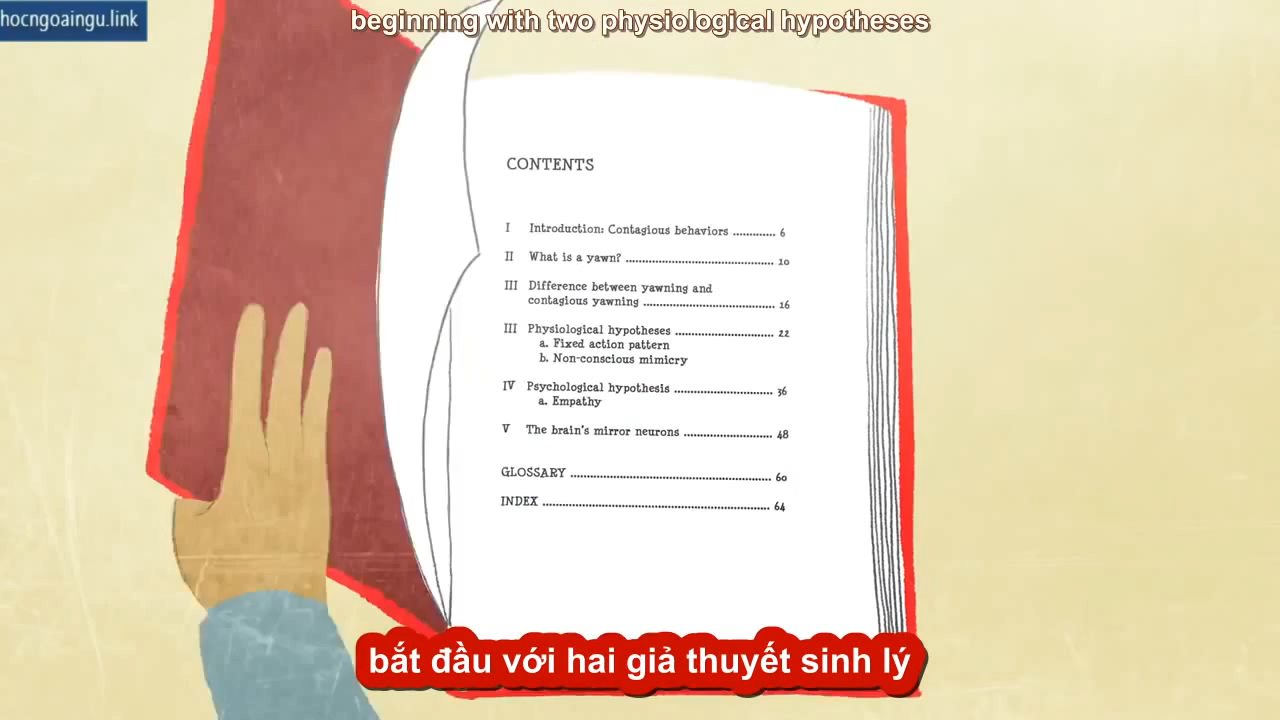 hocngoaingu.link
beginning with two physiological hypotheses
CONTENTS
I Introduction: Contagious behaviors ............ 6
II What is a yawn? ........................................ 10
III Difference between yawning and
contagious yawning ................................... 16
III Physiological hypotheses .......................... 22
a. Fixed action pattern
b. Non-conscious mimicry
IV Psychological hypothesis .......................... 36
a. Empathy
V The brain's mirror neurons ........................ 48
GLOSSARY ...................................................... 60
INDEX ............................................................. 64
bắt đầu với hai giả thuyết sinh lý